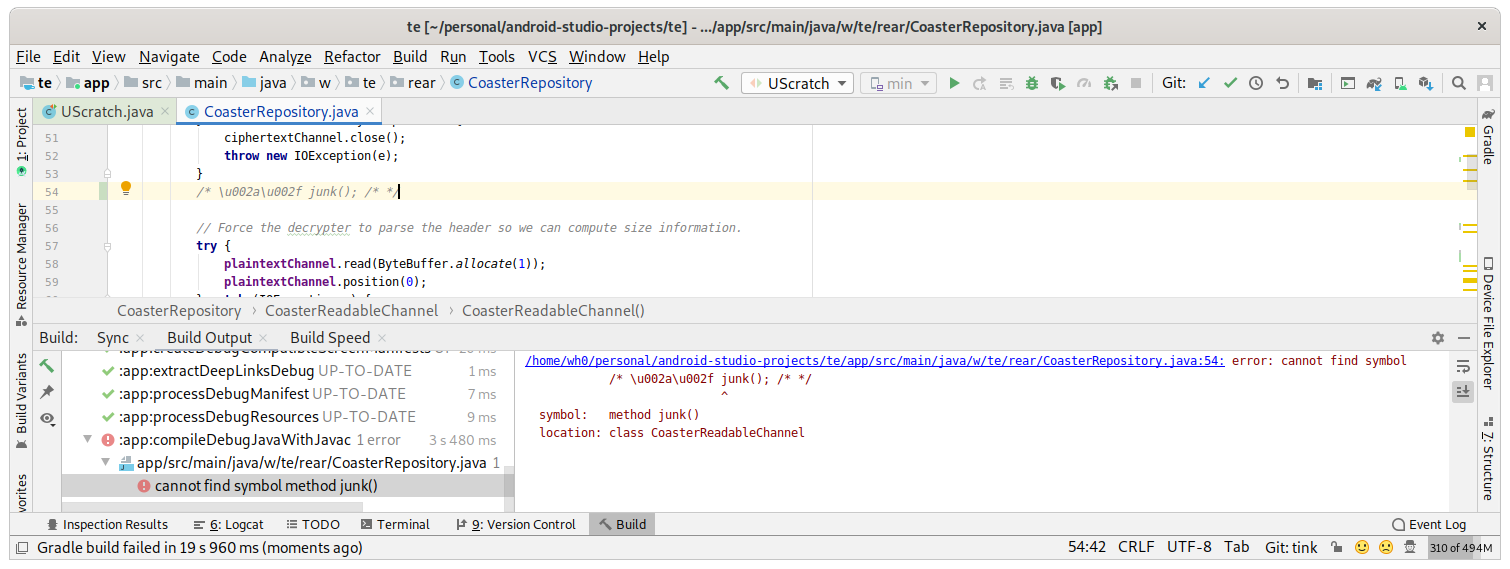 te [~/personal/android-studio-projects/te] - .../app/src/main/java/w/te/rear/CoasterRepository.java [app]
File Edit View Navigate Code Analyze Refactor Build Run Tools VCS Window Help
te app src main java w te rear CoasterRepository UScratch min Git:
UScratch.java CoasterRepository.java
1: Project
Resource Manager
Build Variants
Gradle
Device File Explorer
7: Structure
51 ciphertextChannel.close();
52 throw new IOException(e);
53 }
54 /* \u002a\u002f junk(); /* */
55
56 // Force the decrypter to parse the header so we can compute size information.
57 try {
58 plaintextChannel.read(ByteBuffer.allocate(1));
59 plaintextChannel.position(0);
CoasterRepository › CoasterReadableChannel › CoasterReadableChannel()
Build: Sync Build Output Build Speed
:app:extractDeepLinksDebug UP-TO-DATE 1 ms
:app:processDebugManifest UP-TO-DATE 7 ms
:app:processDebugResources UP-TO-DATE 9 ms
:app:compileDebugJavaWithJavac 1 error 3 s 480 ms
app/src/main/java/w/te/rear/CoasterRepository.java 1
cannot find symbol method junk()
/home/wh0/personal/android-studio-projects/te/app/src/main/java/w/te/rear/CoasterRepository.java:54: error: cannot find symbol
/* \u002a\u002f junk(); /* */
^
symbol: method junk()
location: class CoasterReadableChannel
Inspection Results 6: Logcat TODO Terminal 9: Version Control Build Event Log
Gradle build failed in 19 s 960 ms (moments ago) 54:42 CRLF UTF-8 Tab Git: tink 310 of 494M